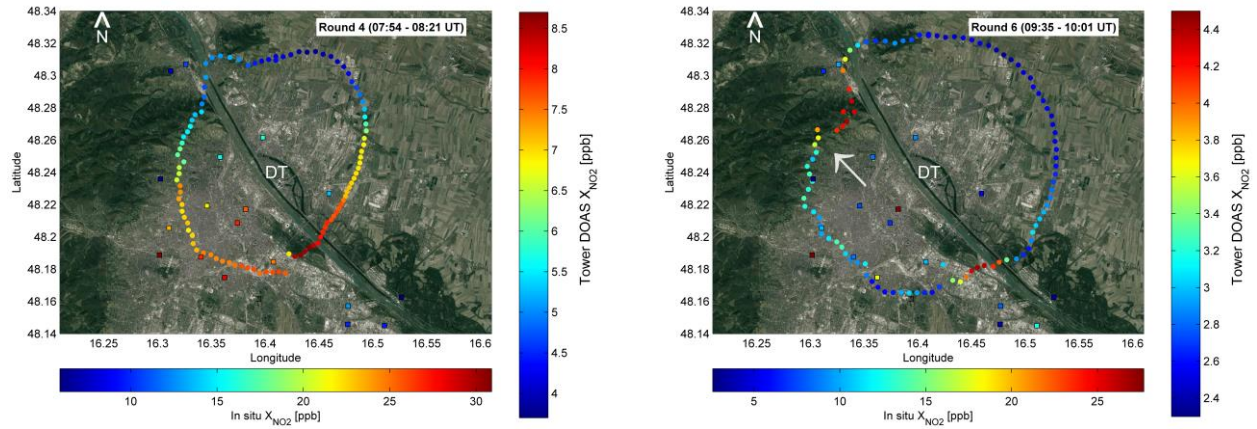 48.34
48.32
48.3
48.28
48.26
48.24
48.22
48.2
48.18
48.16
48.14
Latitude
N
Round 4 (07:54 - 08:21 UT)
DT
16.25 16.3 16.35 16.4 16.45 16.5 16.55 16.6
Longitude
10 15 20 25 30
In situ X_NO2 [ppb]
8.5
8
7.5
7
6.5
6
5.5
5
4.5
4
Tower DOAS X_NO2 [ppb]
48.34
48.32
48.3
48.28
48.26
48.24
48.22
48.2
48.18
48.16
48.14
Latitude
N
Round 6 (09:35 - 10:01 UT)
DT
16.25 16.3 16.35 16.4 16.45 16.5 16.55 16.6
Longitude
5 10 15 20 25
In situ X_NO2 [ppb]
4.4
4.2
4
3.8
3.6
3.4
3.2
3
2.8
2.6
2.4
Tower DOAS X_NO2 [ppb]